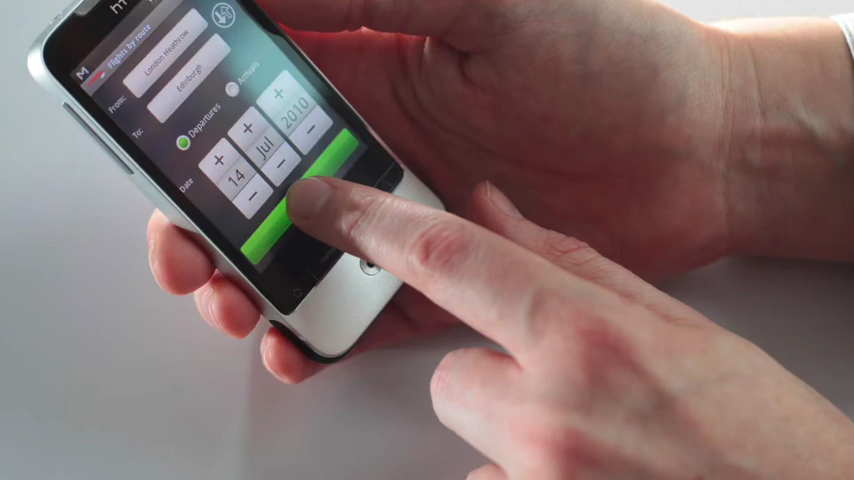 Flights by route
From:
London Heathrow
To:
Edinburgh
Departures
Arrivals
Date
+ + +
14 Jul 2010
− − −